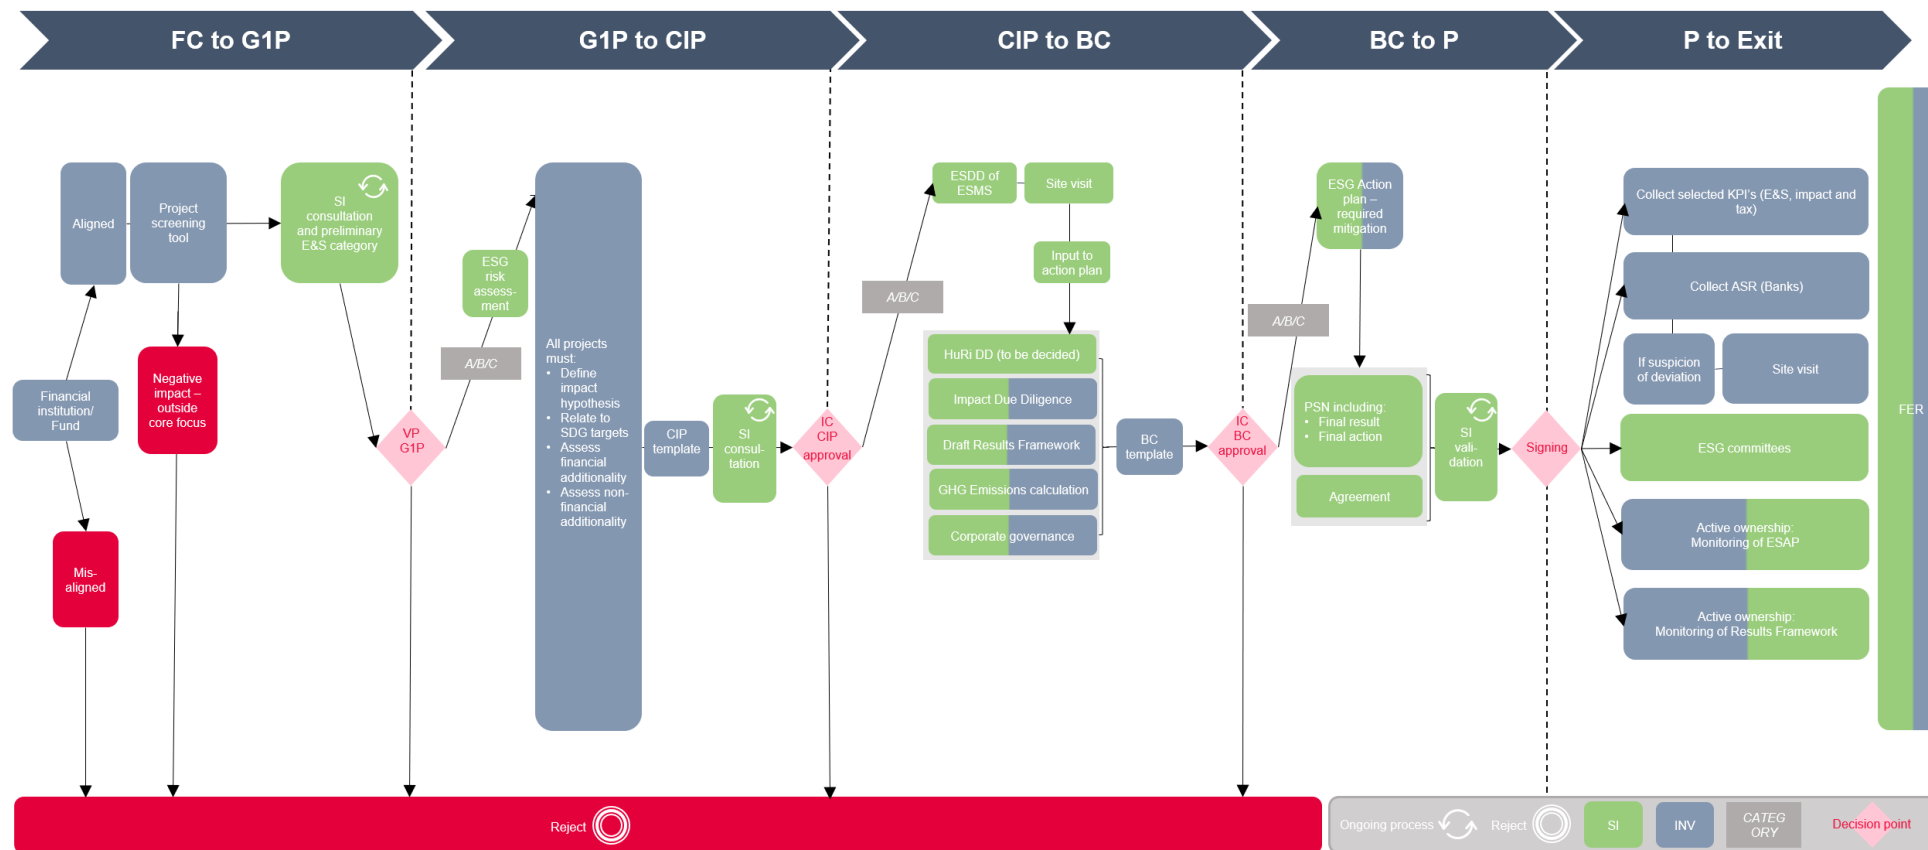 FC to G1P
G1P to CIP
CIP to BC
BC to P
P to Exit
Aligned
Project
screening
tool
SI
consultation
and preliminary
E&S category
Negative
impact –
outside
core focus
Financial
institution/
Fund
Mis-
aligned
VP
G1P
A/B/C
ESG
risk
assess-
ment
All projects
must:
• Define
impact
hypothesis
• Relate to
SDG targets
• Assess
financial
additionality
• Assess non-
financial
additionality
CIP
template
SI
consul-
tation
IC
CIP
approval
A/B/C
ESDD of
ESMS
Site visit
Input to
action plan
HuRi DD (to be decided)
Impact Due Diligence
Draft Results Framework
GHG Emissions calculation
Corporate governance
BC
template
IC
BC
approval
A/B/C
ESG Action
plan –
required
mitigation
PSN including:
• Final result
• Final action
Agreement
SI
vali-
dation
Signing
Collect selected KPI's (E&S, impact and
tax)
Collect ASR (Banks)
If suspicion
of deviation
Site visit
ESG committees
Active ownership:
Monitoring of ESAP
Active ownership:
Monitoring of Results Framework
FER
Reject
Ongoing process
Reject
SI
INV
CATEG
ORY
Decision point